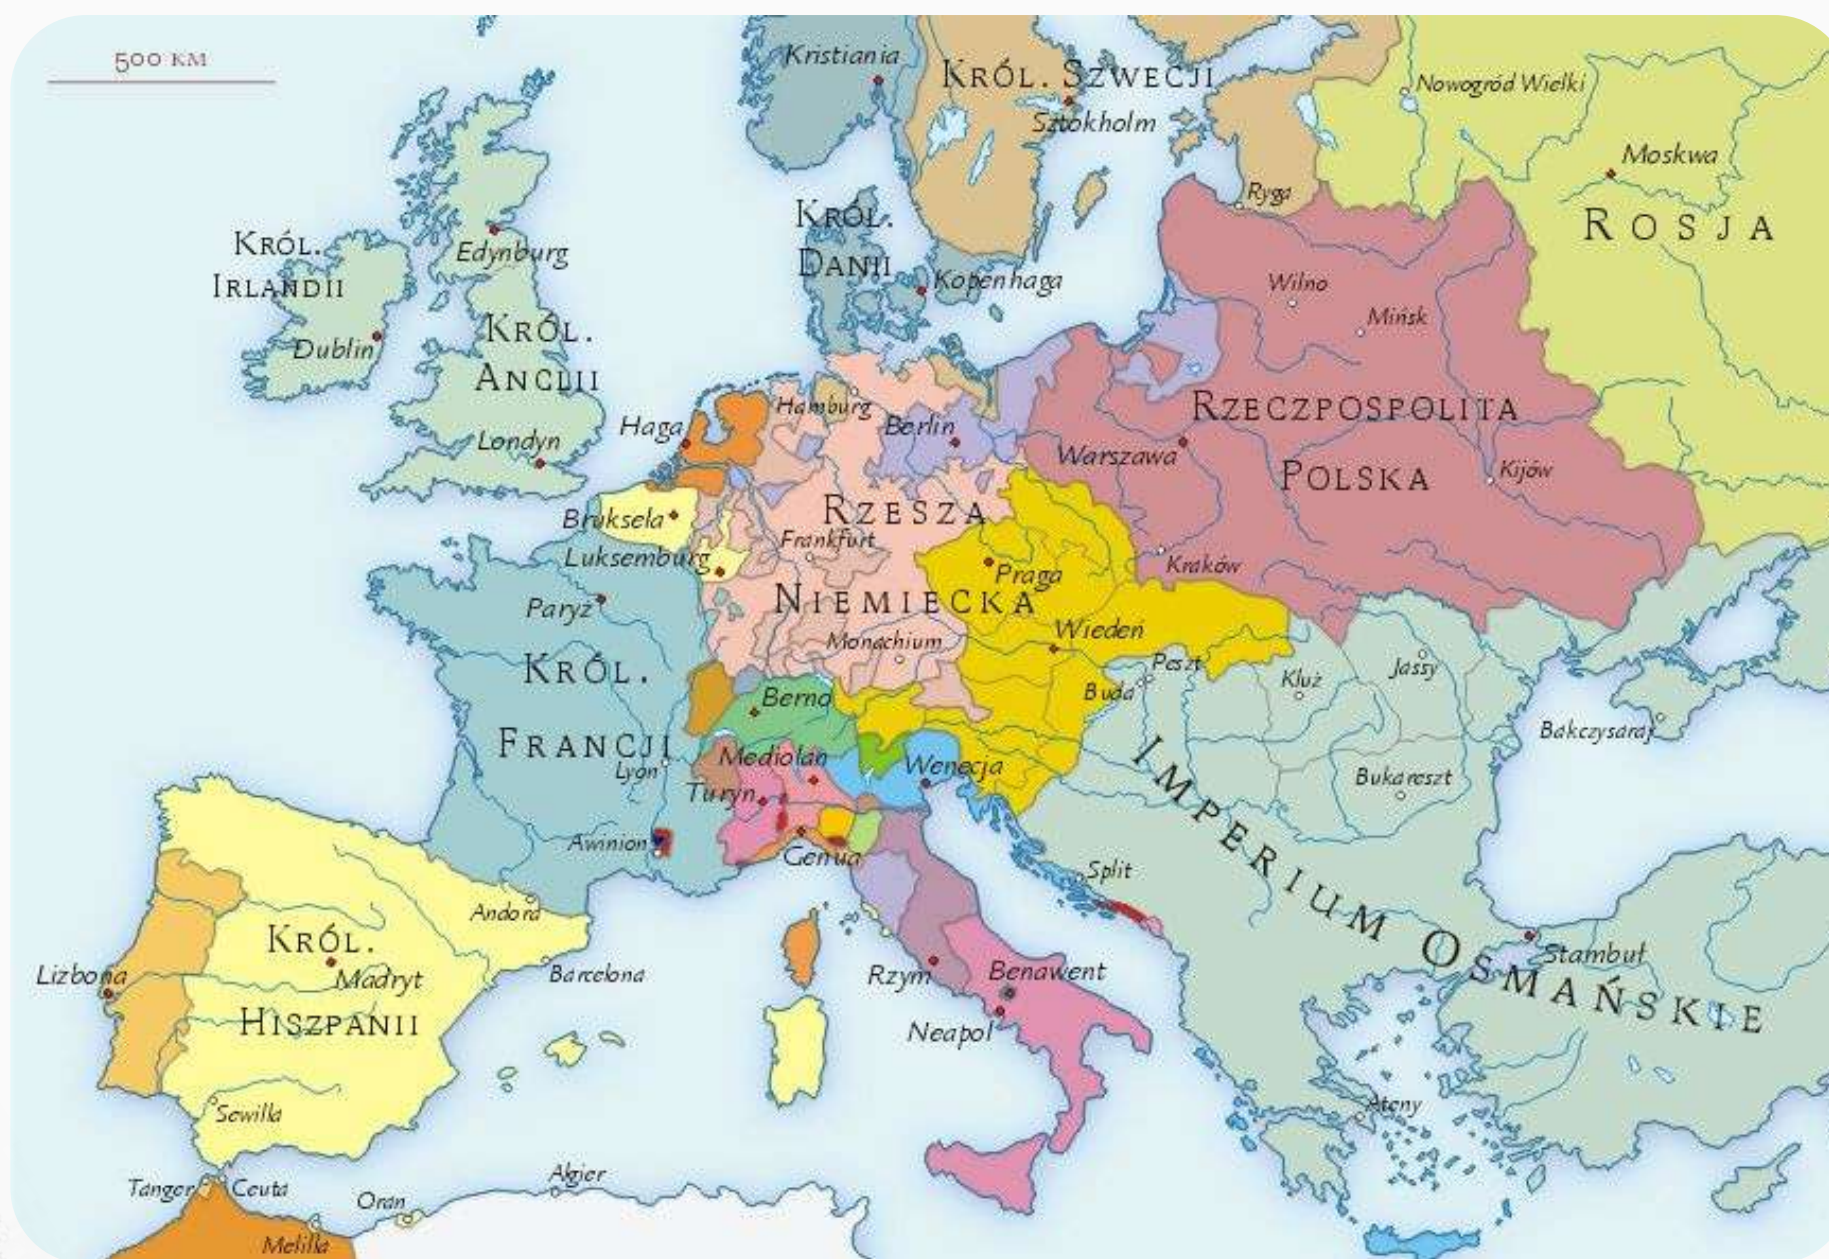 500 KM
Kristiania
KRÓL. SZWECJI
Sztokholm
Nowogród Wielki
Moskwa
ROSJA
Ryga
KRÓL.
IRLANDII
Dublin
Edynburg
KRÓL.
ANGLII
Londyn
KRÓL.
DANII
Kopenhaga
Wilno
Mińsk
RZECZPOSPOLITA
POLSKA
Warszawa
Kijów
Kraków
Haga
Hamburg
Berlin
Bruksela
Luksemburg
RZESZA
NIEMIECKA
Frankfurt
Monachium
Praga
Wiedeń
Paryż
KRÓL.
FRANCJI
Lyon
Awinion
Berno
Mediolan
Turyn
Genua
Wenecja
Peszt
Buda
Kluż
Jassy
Bukareszt
Bakczysaraj
IMPERIUM OSMAŃSKIE
Split
Stambuł
Ateny
Rzym
Benawent
Neapol
Andora
Barcelona
KRÓL.
HISZPANII
Madryt
Lizbona
Sewilla
Tanger
Ceuta
Oran
Algier
Melilla